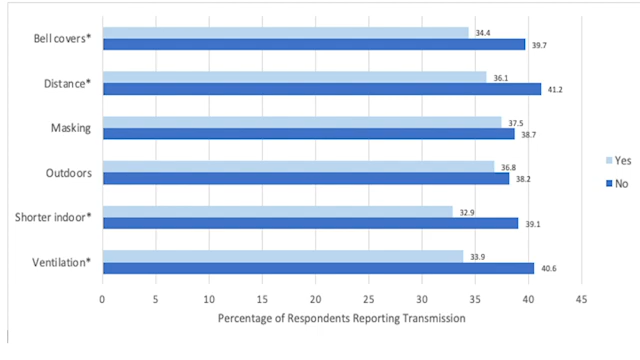 Bell covers*
34.4
39.7
Distance*
36.1
41.2
Masking
37.5
38.7
Outdoors
36.8
38.2
Yes
No
Shorter indoor*
32.9
39.1
Ventilation*
33.9
40.6
0 5 10 15 20 25 30 35 40 45
Percentage of Respondents Reporting Transmission